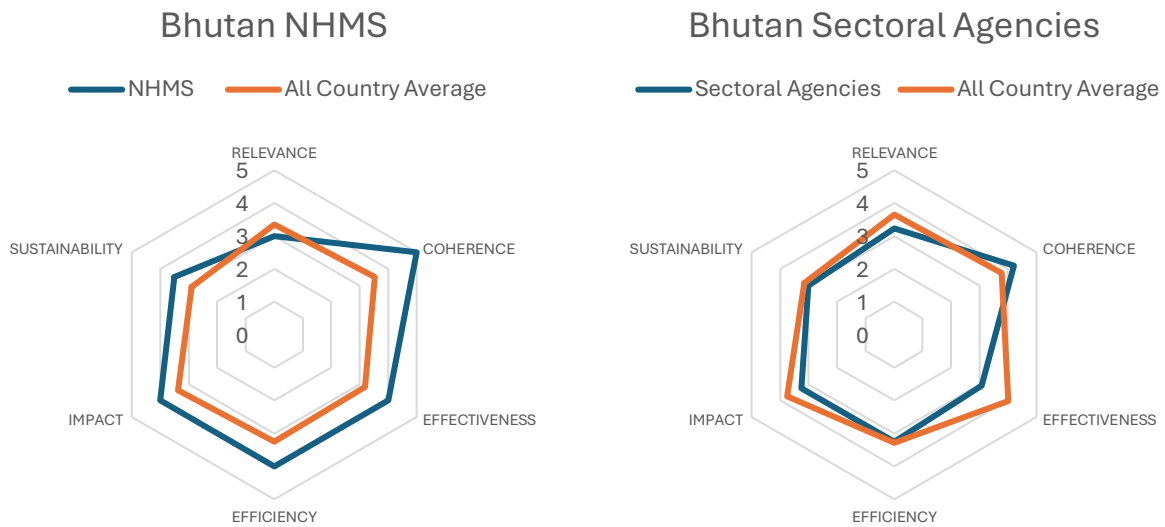 Bhutan NHMS
NHMS
All Country Average
RELEVANCE
5
4
3
2
1
0
COHERENCE
EFFECTIVENESS
EFFICIENCY
IMPACT
SUSTAINABILITY
Bhutan Sectoral Agencies
Sectoral Agencies
All Country Average
RELEVANCE
5
4
3
2
1
0
COHERENCE
EFFECTIVENESS
EFFICIENCY
IMPACT
SUSTAINABILITY